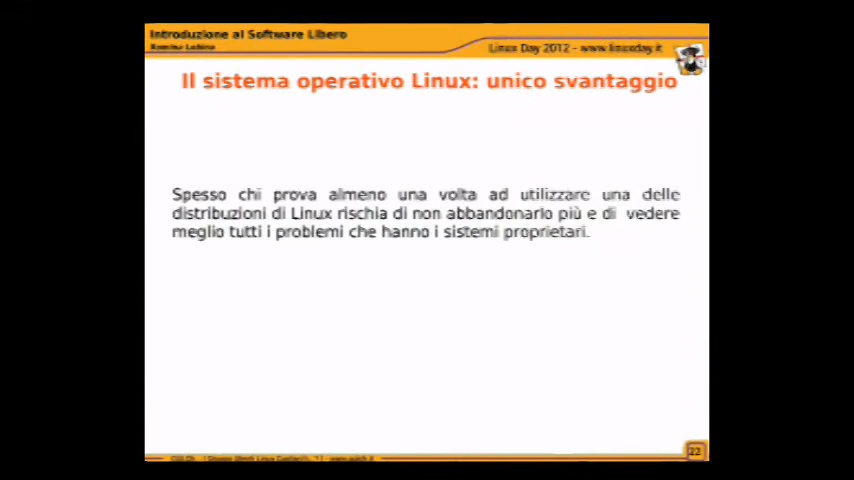 Introduzione al Software Libero
Linux Day 2012 - www.linuxday.it
Il sistema operativo Linux: unico svantaggio
Spesso chi prova almeno una volta ad utilizzare una delle
distribuzioni di Linux rischia di non abbandonarlo più e di vedere
meglio tutti i problemi che hanno i sistemi proprietari.
22